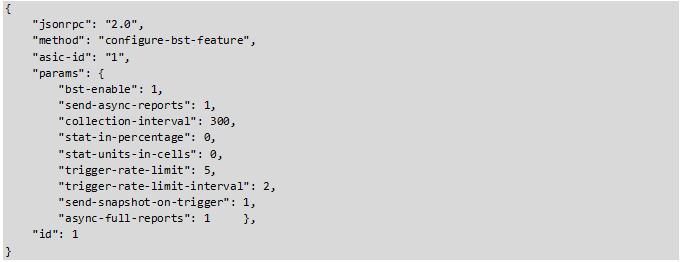 {
    "jsonrpc": "2.0",
    "method": "configure-bst-feature",
    "asic-id": "1",
    "params": {
        "bst-enable": 1,
        "send-async-reports": 1,
        "collection-interval": 300,
        "stat-in-percentage": 0,
        "stat-units-in-cells": 0,
        "trigger-rate-limit": 5,
        "trigger-rate-limit-interval": 2,
        "send-snapshot-on-trigger": 1,
        "async-full-reports": 1     },
    "id": 1
}